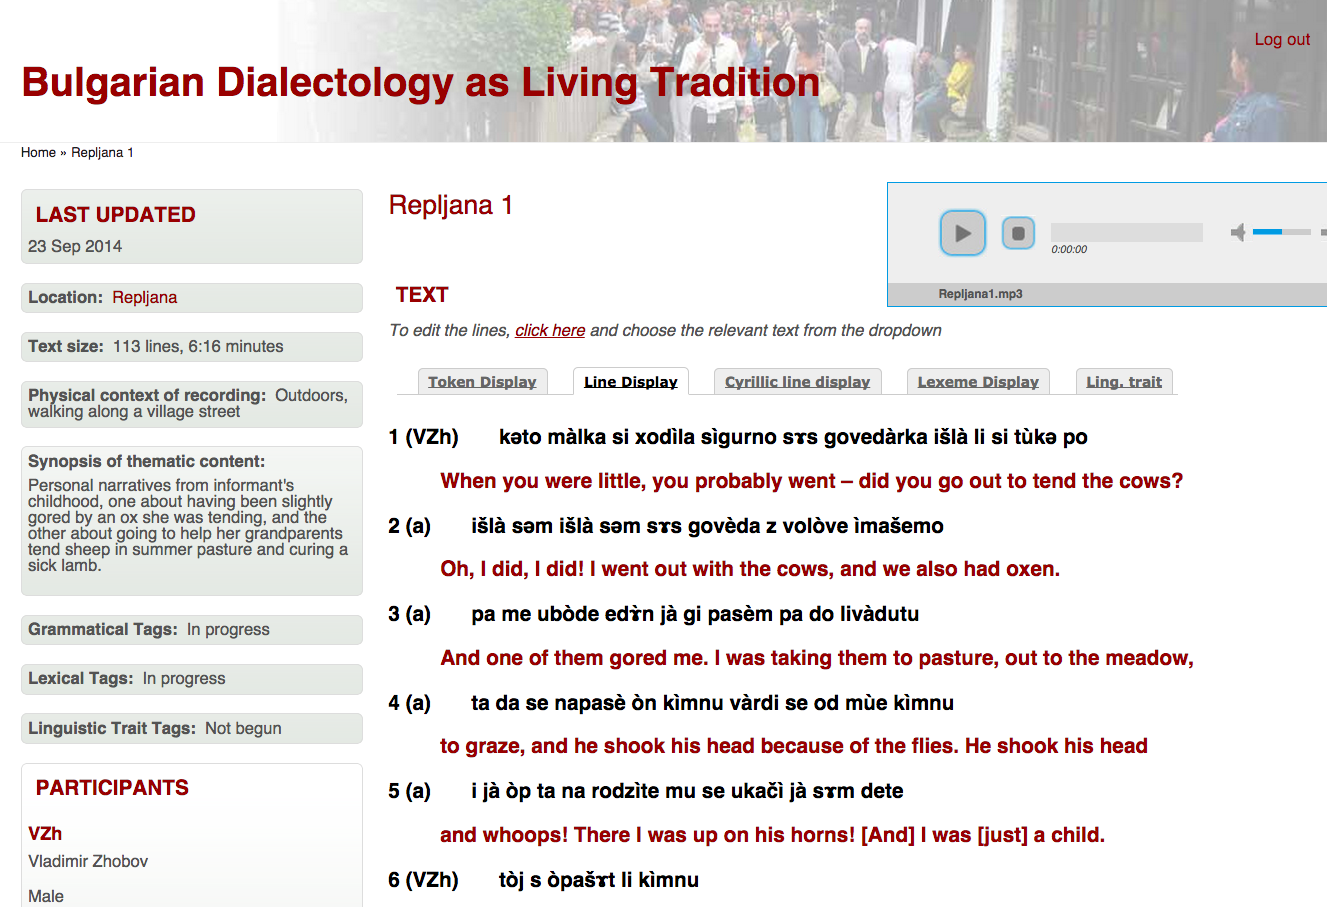 Log out
Bulgarian Dialectology as Living Tradition
Home » Repljana 1
LAST UPDATED
23 Sep 2014
Location: Repljana
Text size: 113 lines, 6:16 minutes
Physical context of recording: Outdoors,
walking along a village street
Synopsis of thematic content:
Personal narratives from informant's
childhood, one about having been slightly
gored by an ox she was tending, and the
other about going to help her grandparents
tend sheep in summer pasture and curing a
sick lamb.
Grammatical Tags: In progress
Lexical Tags: In progress
Linguistic Trait Tags: Not begun
PARTICIPANTS
VZh
Vladimir Zhobov
Male
Repljana 1
0:00:00
Repljana1.mp3
TEXT
To edit the lines, click here and choose the relevant text from the dropdown
Token Display
Line Display
Cyrillic line display
Lexeme Display
Ling. trait
1 (VZh) kəto màlka si xodìla sìgurno sɤs govedàrka išlà li si tùkə po
When you were little, you probably went – did you go out to tend the cows?
2 (a) išlà səm išlà səm sɤs govèda z volòve ìmašemo
Oh, I did, I did! I went out with the cows, and we also had oxen.
3 (a) pa me ubòde edɤ̀n jà gi pasèm pa do livàdutu
And one of them gored me. I was taking them to pasture, out to the meadow,
4 (a) ta da se napasè òn kìmnu vàrdi se od mùe kìmnu
to graze, and he shook his head because of the flies. He shook his head
5 (a) i jà òp ta na rodzìte mu se ukačì jà sɤm dete
and whoops! There I was up on his horns! [And] I was [just] a child.
6 (VZh) tòj s òpašɤt li kìmnu